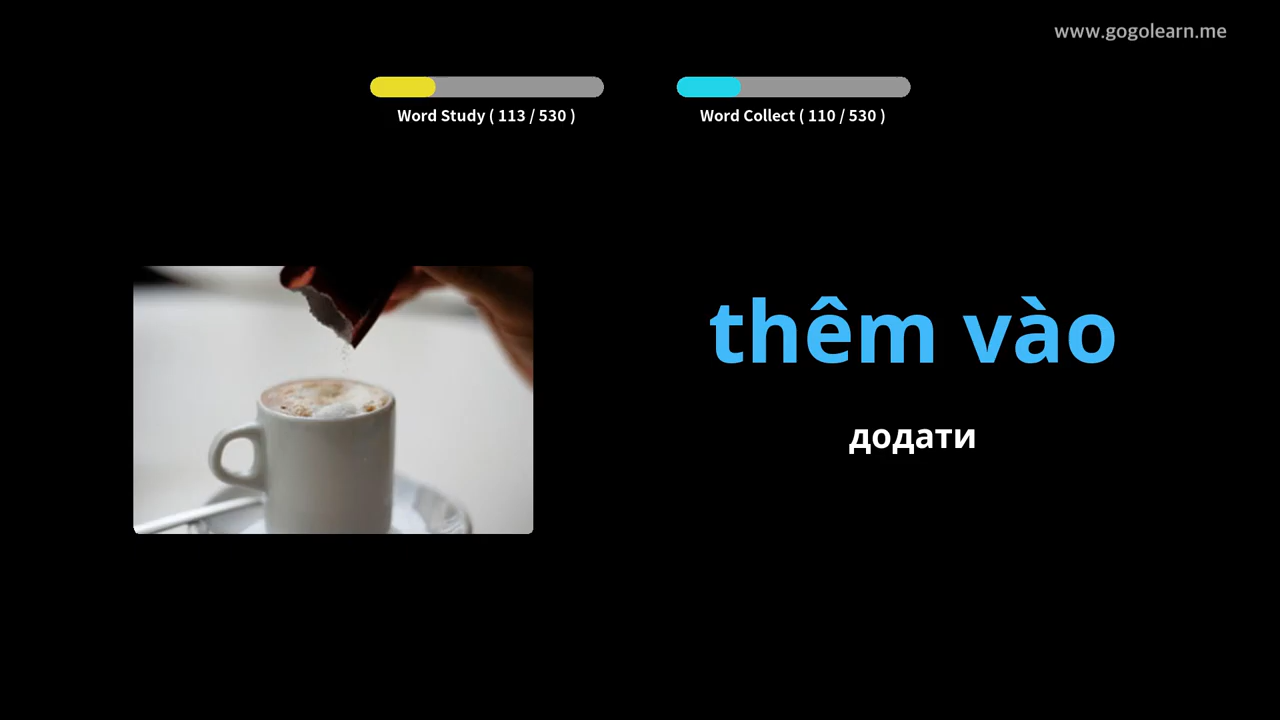 www.gogolearn.me
Word Study ( 113 / 530 )
Word Collect ( 110 / 530 )
thêm vào
додати